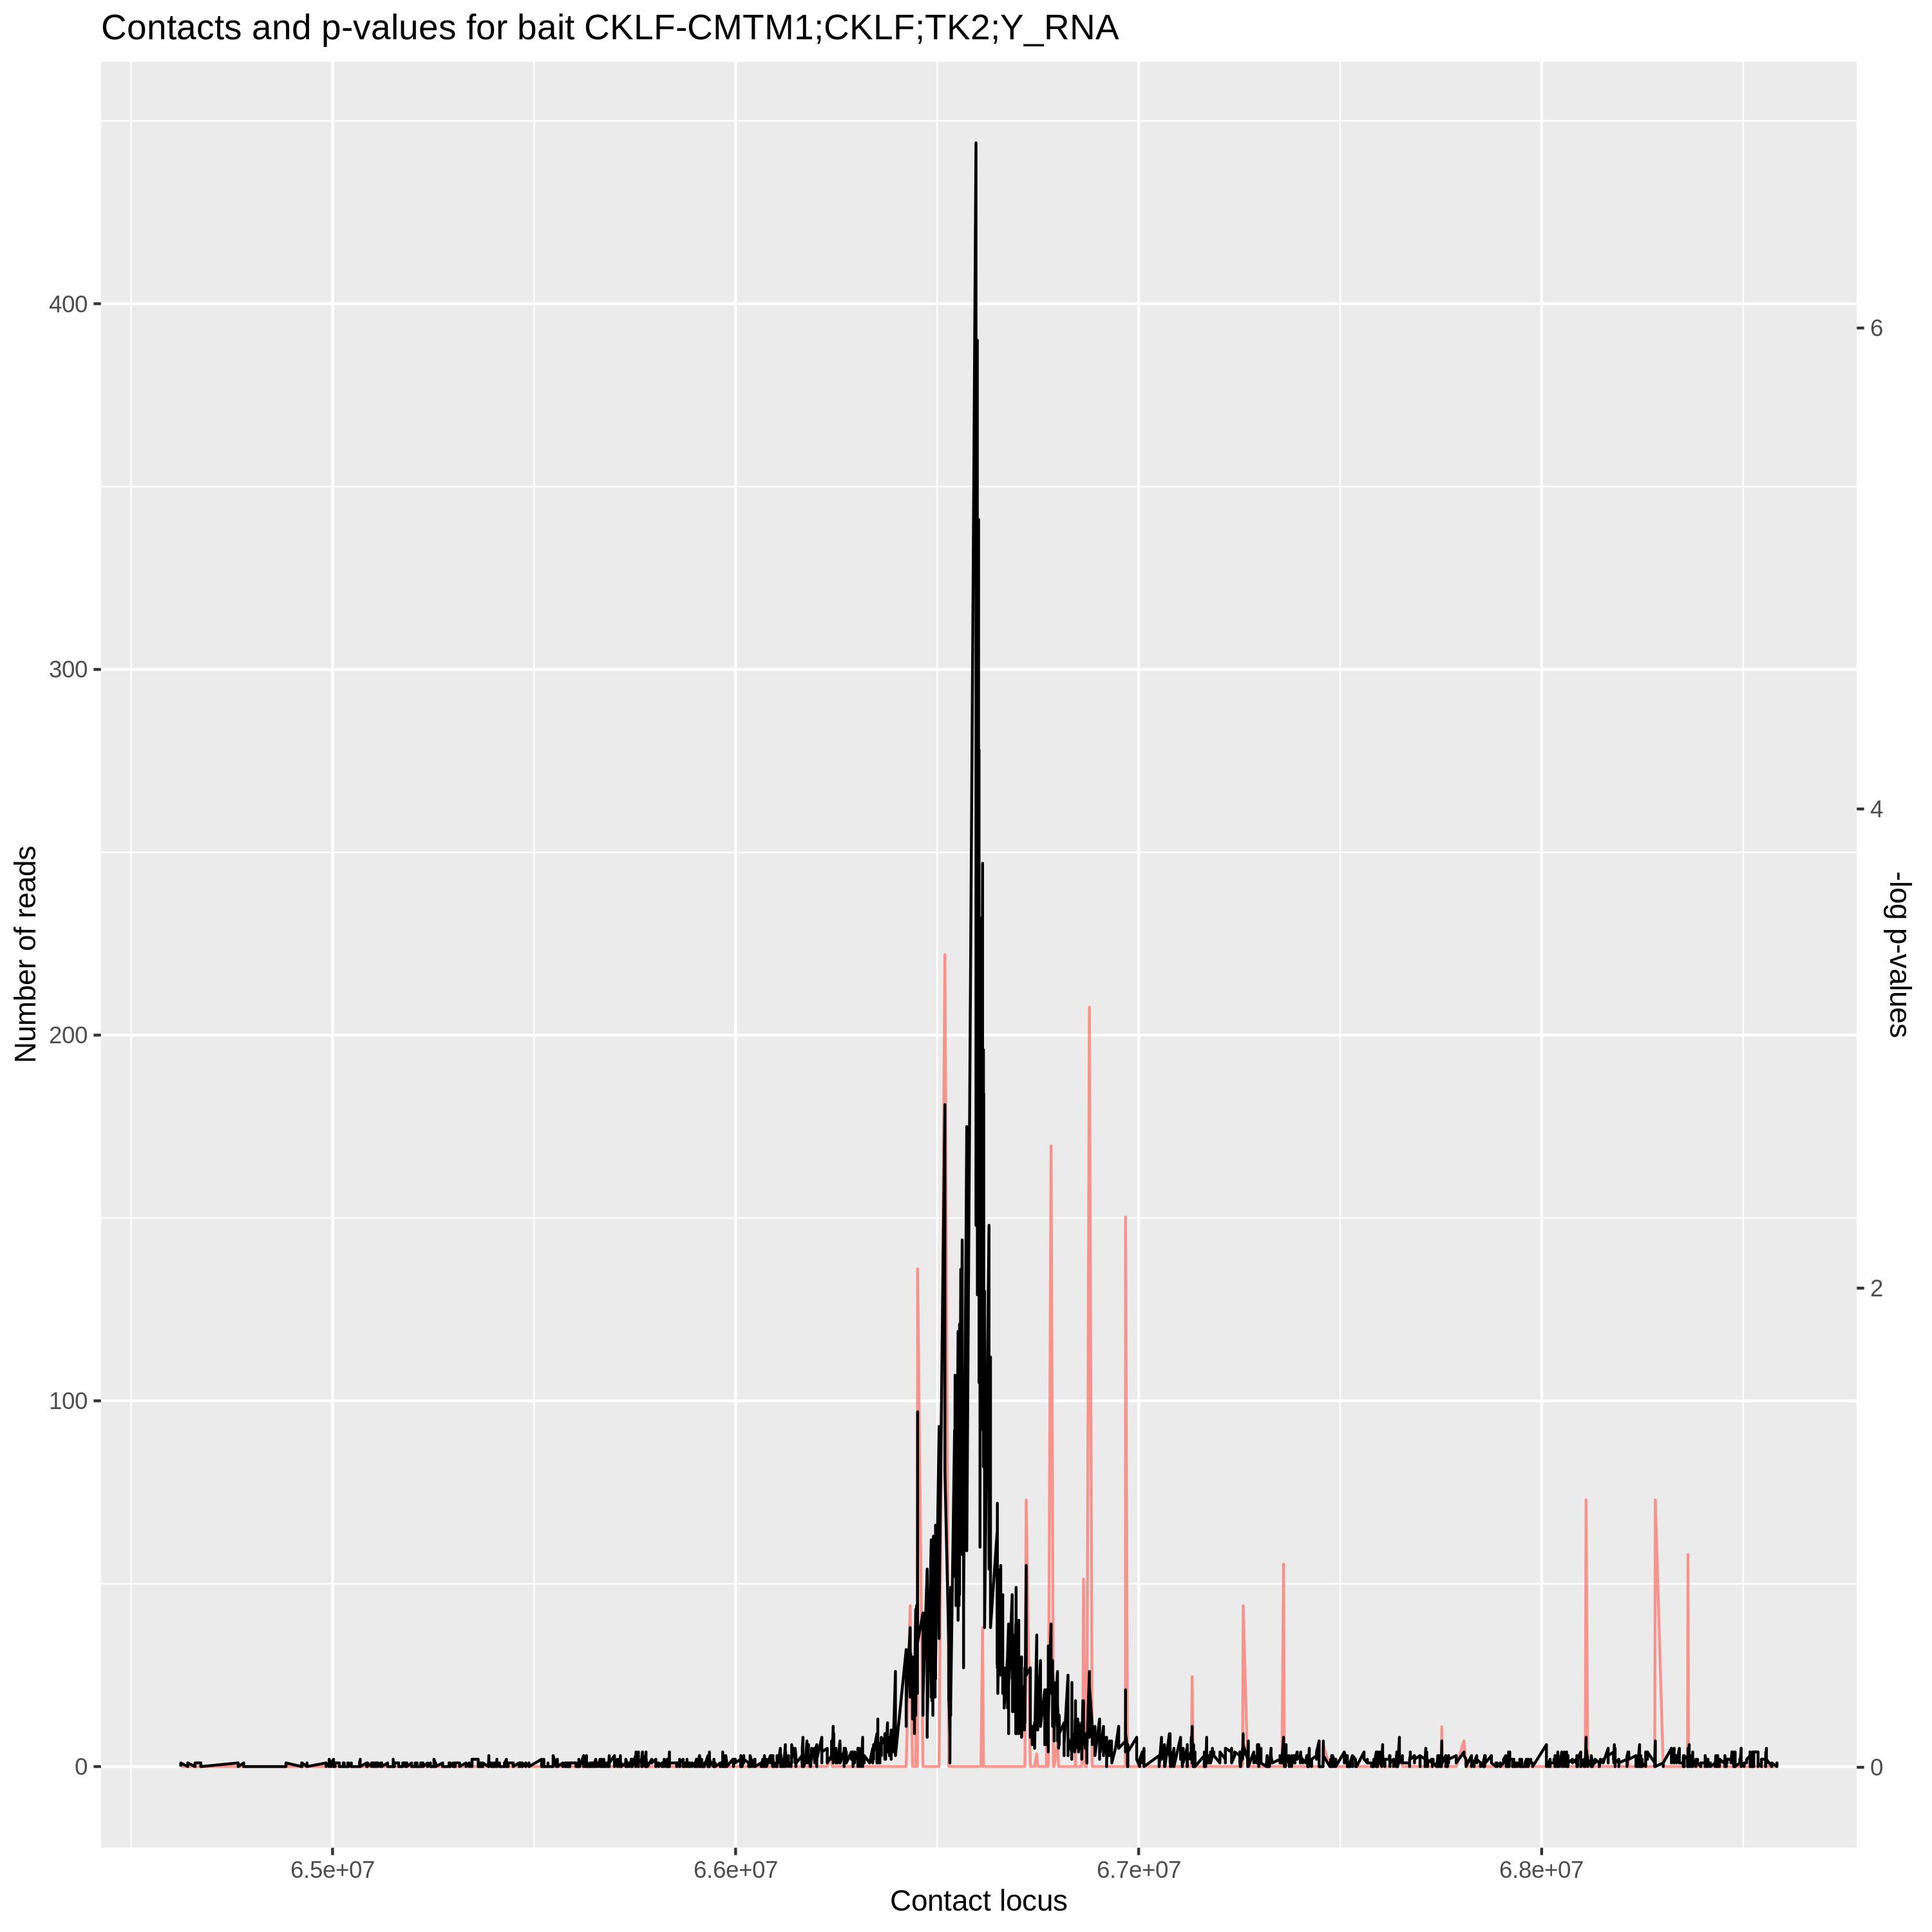 Contacts and p-values for bait CKLF-CMTM1;CKLF;TK2;Y_RNA
400
300
200
100
0
Number of reads
6
4
2
0
-log p-values
6.5e+07
6.6e+07
6.7e+07
6.8e+07
Contact locus